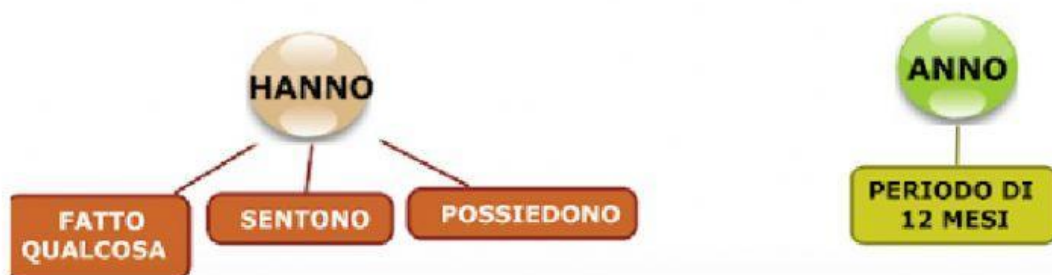 HANNO
ANNO
FATTO
QUALCOSA
SENTONO
POSSIEDONO
PERIODO DI
12 MESI